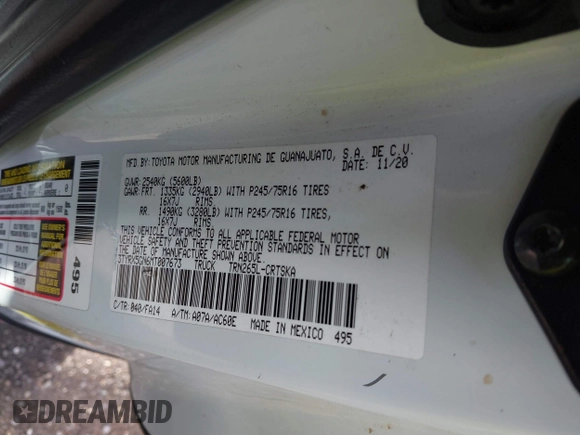 MFD. BY: TOYOTA MOTOR MANUFACTURING DE GUANAJUATO, S.A. DE C.V.
DATE: 11/20
GVWR: 2540KG (5600LB)
GAWR: FRT. 1335KG (2940LB) WITH P245/75R16 TIRES
16X7J RIMS
RR. 1490KG (3280LB) WITH P245/75R16 TIRES,
16X7J RIMS
THIS VEHICLE CONFORMS TO ALL APPLICABLE FEDERAL MOTOR
VEHICLE SAFETY AND THEFT PREVENTION STANDARDS IN EFFECT
ON THE DATE OF MANUFACTURE SHOWN ABOVE.
TRUCK TRN265L-CRTSKA
C/TR: 040/FA14 A/TM: A07A/AC60E MADE IN MEXICO 495
495
DREAMBID